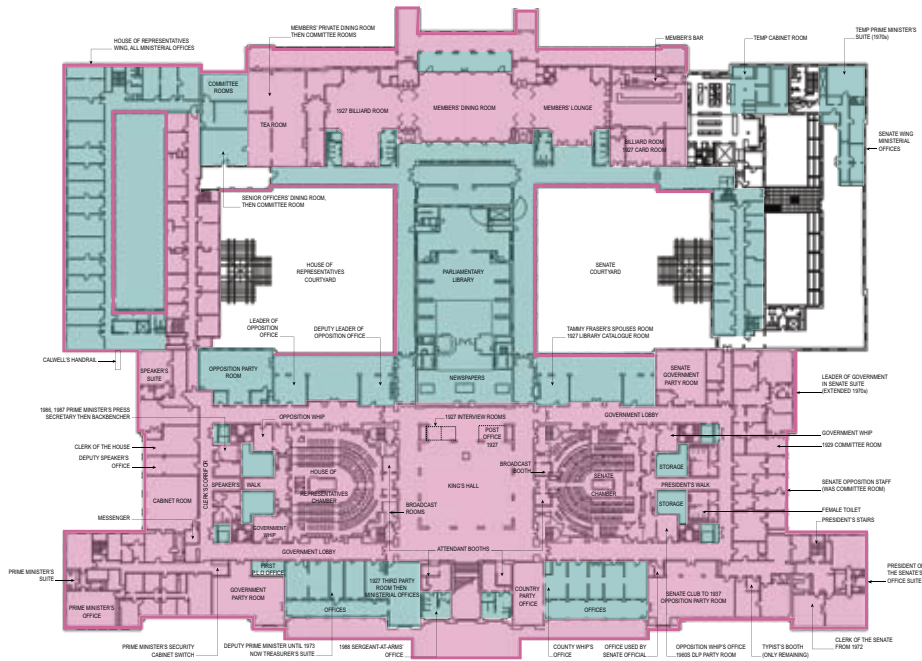 MEMBERS' PRIVATE DINING ROOM
THEN COMMITTEE ROOMS
HOUSE OF REPRESENTATIVES
WING, ALL MINISTERIAL OFFICES
MEMBER'S BAR
TEMP CABINET ROOM
TEMP PRIME MINISTER'S
SUITE (1970s)
COMMITTEE
ROOMS
TEA ROOM
1927 BILLIARD ROOM
MEMBERS' DINING ROOM
MEMBERS' LOUNGE
BILLIARD ROOM
1927 CARD ROOM
SENATE WING
MINISTERIAL
OFFICES
SENIOR OFFICERS' DINING ROOM,
THEN COMMITTEE ROOM
HOUSE OF
REPRESENTATIVES
COURTYARD
PARLIAMENTARY
LIBRARY
SENATE
COURTYARD
LEADER OF
OPPOSITION
OFFICE
DEPUTY LEADER OF
OPPOSITION OFFICE
TAMMY FRASER'S SPOUSES ROOM
1927 LIBRARY CATALOGUE ROOM
CALWELL'S HANDRAIL
SPEAKER'S
SUITE
OPPOSITION PARTY
ROOM
NEWSPAPERS
SENATE
GOVERNMENT
PARTY ROOM
LEADER OF GOVERNMENT
IN SENATE SUITE
(EXTENDED 1970s)
1986, 1987 PRIME MINISTER'S PRESS
SECRETARY THEN BACKBENCHER
OPPOSITION WHIP
1927 INTERVIEW ROOMS
POST
OFFICE
1927
GOVERNMENT LOBBY
GOVERNMENT WHIP
1929 COMMITTEE ROOM
CLERK OF THE HOUSE
DEPUTY SPEAKER'S
OFFICE
CABINET ROOM
CLERK'S CORRIFOR
SPEAKER'S WALK
HOUSE OF
REPRESENTATIVES
CHAMBER
KING'S HALL
BROADCAST
BOOTH
SENATE
CHAMBER
STORAGE
PRESIDENT'S WALK
STORAGE
SENATE OPPOSITION STAFF
(WAS COMMITTEE ROOM)
BROADCAST
ROOMS
FEMALE TOILET
PRESIDENT'S STAIRS
MESSENGER
GOVERNMENT
WHIP
GOVERNMENT LOBBY
ATTENDANT BOOTHS
PRIME MINISTER'S
SUITE
PRIME MINISTER'S
OFFICE
GOVERNMENT
PARTY ROOM
FIRST
OFFICE
1927 THIRD PARTY
ROOM THEN
MINISTERIAL OFFICES
OFFICES
COUNTRY
PARTY
OFFICE
OFFICES
SENATE CLUB TO 1937
OPPOSITION PARTY ROOM
PRESIDENT OF
THE SENATE'S
OFFICE SUITE
PRIME MINISTER'S SECURITY
CABINET SWITCH
DEPUTY PRIME MINISTER UNTIL 1973
NOW TREASURER'S SUITE
1988 SERGEANT-AT-ARMS'
OFFICE
COUNTY WHIP'S
OFFICE
OFFICE USED BY
SENATE OFFICIAL
OPPOSITION WHIP'S OFFICE
1960S DLP PARTY ROOM
TYPIST'S BOOTH
(ONLY REMAINING)
CLERK OF THE SENATE
FROM 1972